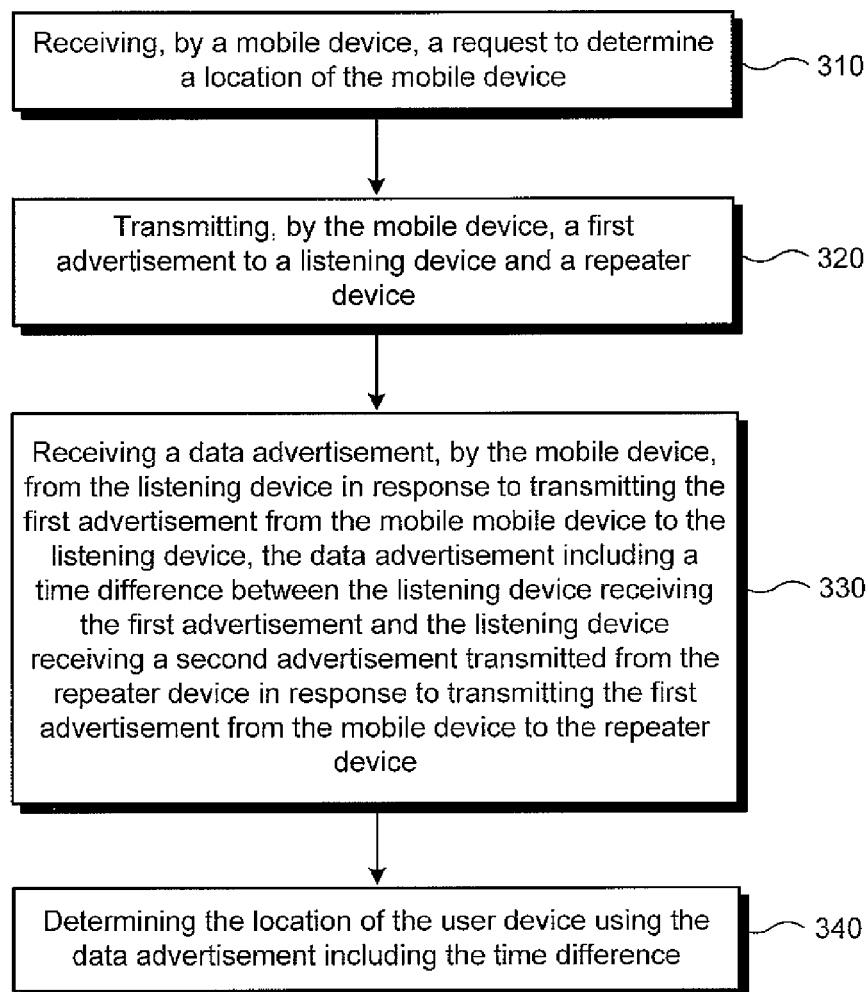 Receiving, by a mobile device, a request to determine
a location of the mobile device
310
Transmitting, by the mobile device, a first
advertisement to a listening device and a repeater
device
320
Receiving a data advertisement, by the mobile device,
from the listening device in response to transmitting the
first advertisement from the mobile mobile device to the
listening device, the data advertisement including a
time difference between the listening device receiving
the first advertisement and the listening device
receiving a second advertisement transmitted from the
repeater device in response to transmitting the first
advertisement from the mobile device to the repeater
device
330
Determining the location of the user device using the
data advertisement including the time difference
340